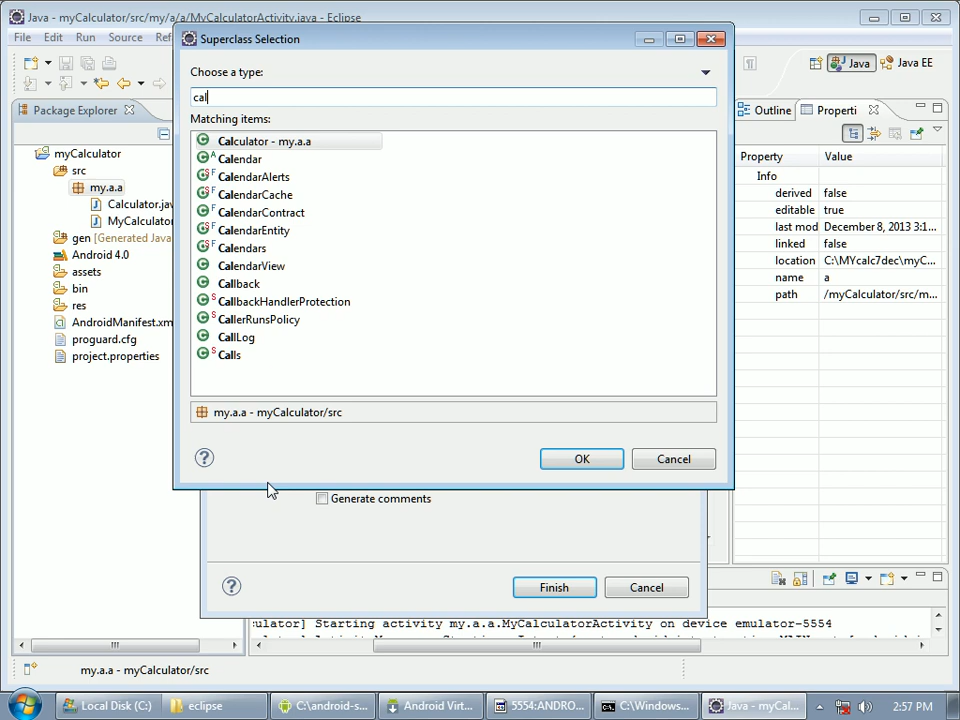 Java - myCalculator/src/my/a/a/MyCalculatorActivity.java - Eclipse
File Edit Run Source Ref
Superclass Selection
Choose a type:
cal
Matching items:
Calculator - my.a.a
Calendar
CalendarAlerts
CalendarCache
CalendarContract
CalendarEntity
Calendars
CalendarView
Callback
CallbackHandlerProtection
CallerRunsPolicy
CallLog
Calls
my.a.a - myCalculator/src
OK Cancel
Generate comments
Finish Cancel
Java Java EE
Package Explorer
myCalculator
src
my.a.a
Calculator.jav
MyCalculator
gen [Generated Java
Android 4.0
assets
bin
res
AndroidManifest.xm
proguard.cfg
project.properties
Outline Properti
Property Value
Info
derived false
editable true
last mod December 8, 2013 3:1...
linked false
location C:\MYcalc7dec\myC...
name a
path /myCalculator/src/m...
:ulator] Starting activity my.a.a.MyCalculatorActivity on device emulator-5554
my.a.a - myCalculator/src
Local Disk (C:) eclipse C:\android-s... Android Virt... 5554:ANDRO... C:\Windows... Java - myCal... 2:57 PM